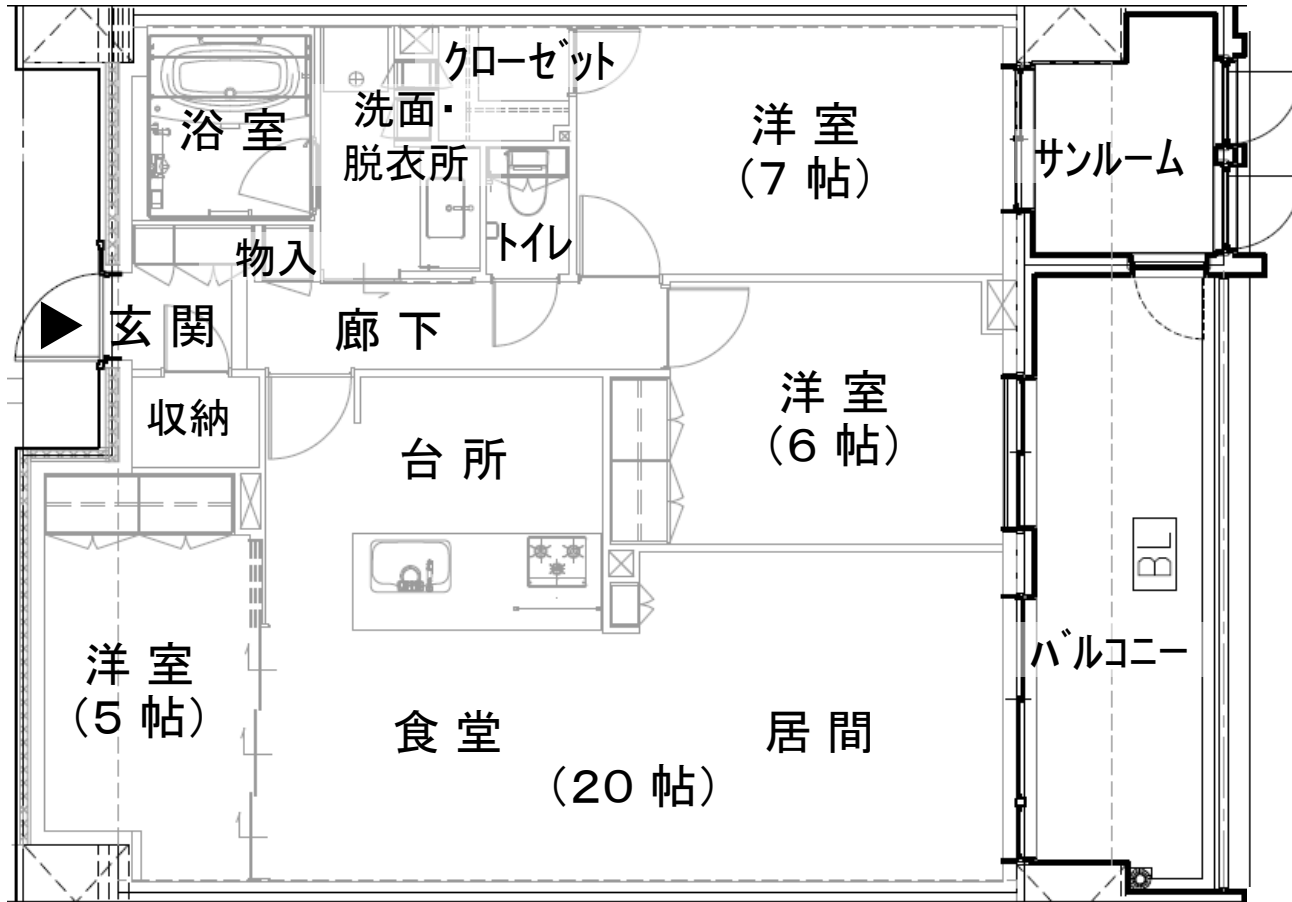 クローゼット
洗面・
脱衣所
浴室
洋室
(7 帖)
サンルーム
トイレ
物入
玄関
廊下
収納
洋室
(6 帖)
台所
BL
洋室
(5 帖)
バルコニー
食堂
居間
(20 帖)